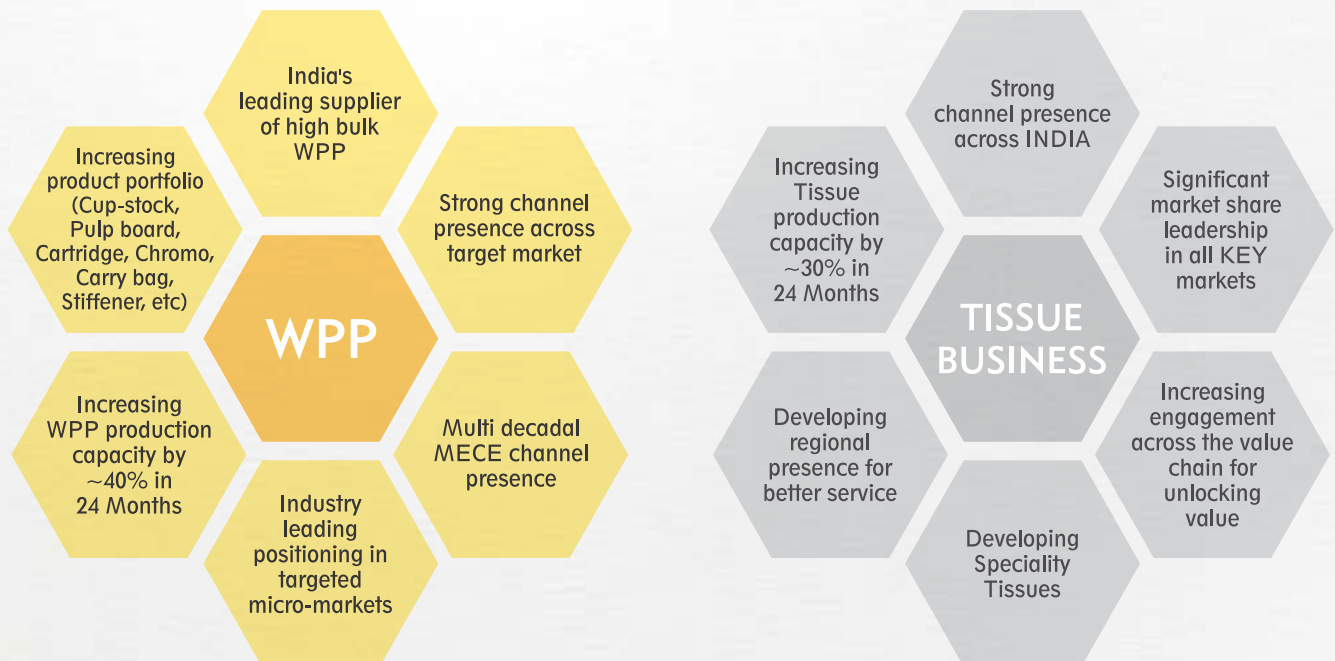 India's
leading supplier
of high bulk
WPP
Increasing
product portfolio
(Cup-stock,
Pulp board,
Cartridge, Chromo,
Carry bag,
Stiffener, etc)
Strong channel
presence across
target market
WPP
Increasing
WPP production
capacity by
~40% in
24 Months
Multi decadal
MECE channel
presence
Industry
leading
positioning in
targeted
micro-markets
Strong
channel presence
across INDIA
Increasing
Tissue
production
capacity by
~30% in
24 Months
Significant
market share
leadership
in all KEY
markets
TISSUE
BUSINESS
Developing
regional
presence for
better service
Increasing
engagement
across the value
chain for
unlocking
value
Developing
Speciality
Tissues